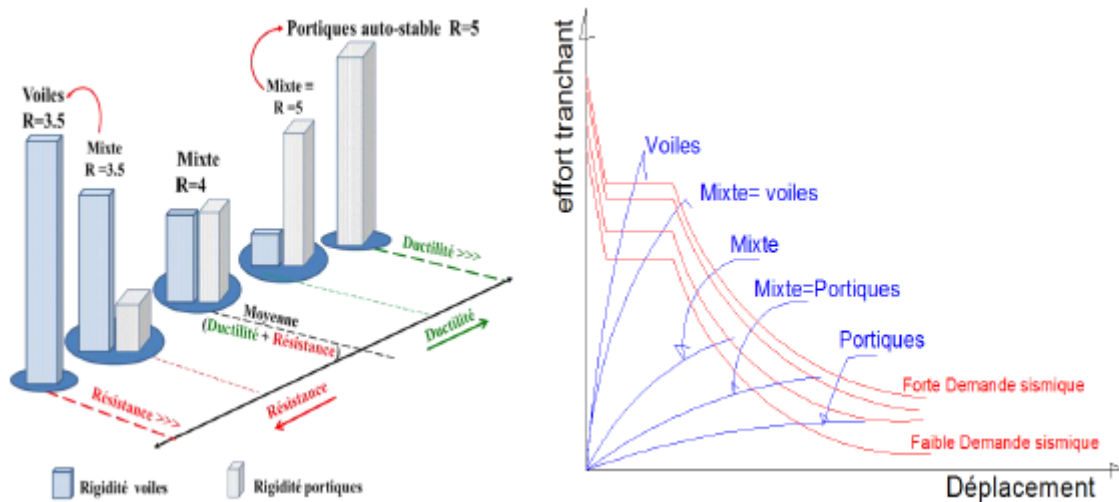 Portiques auto-stable R=5
Voiles
R=3.5
Mixte
R =3.5
Mixte
R=4
Mixte =
R =5
Ductilité >>>
Moyenne
(Ductilité + Résistance)
Ductilité
Résistance
Résistance >>>
Rigidité voiles
Rigidité portiques
effort tranchant
Voiles
Mixte= voiles
Mixte
Mixte=Portiques
Portiques
Forte Demande sismique
Faible Demande sismique
Déplacement